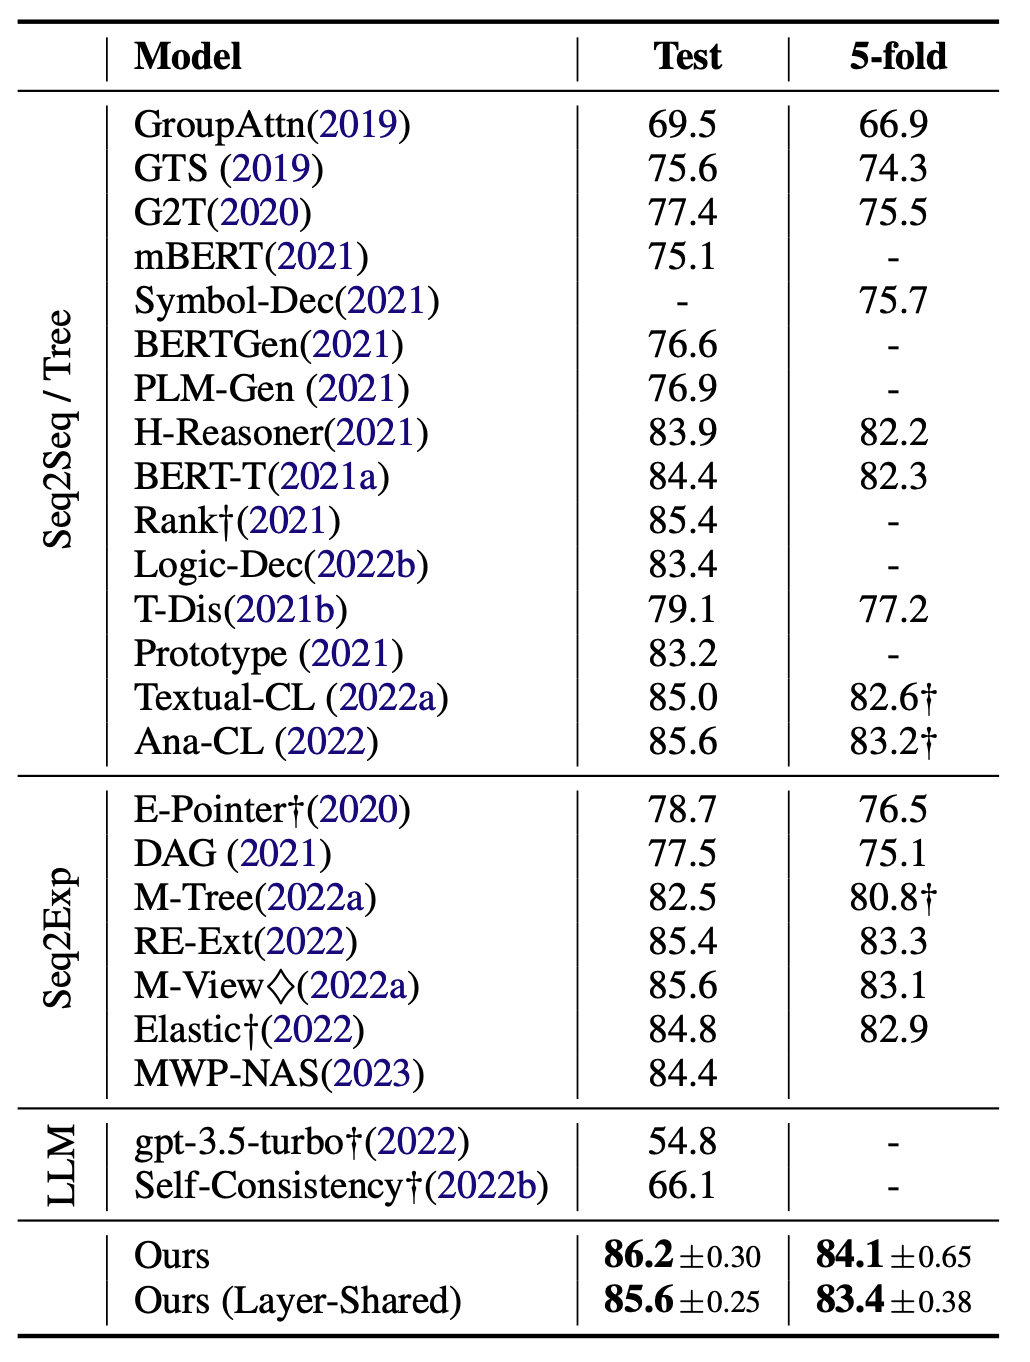 Model Test 5-fold
Seq2Seq / Tree
GroupAttn(2019) 69.5 66.9
GTS (2019) 75.6 74.3
G2T(2020) 77.4 75.5
mBERT(2021) 75.1 -
Symbol-Dec(2021) - 75.7
BERTGen(2021) 76.6 -
PLM-Gen (2021) 76.9 -
H-Reasoner(2021) 83.9 82.2
BERT-T(2021a) 84.4 82.3
Rank†(2021) 85.4 -
Logic-Dec(2022b) 83.4 -
T-Dis(2021b) 79.1 77.2
Prototype (2021) 83.2 -
Textual-CL (2022a) 85.0 82.6†
Ana-CL (2022) 85.6 83.2†
Seq2Exp
E-Pointer†(2020) 78.7 76.5
DAG (2021) 77.5 75.1
M-Tree(2022a) 82.5 80.8†
RE-Ext(2022) 85.4 83.3
M-View◇(2022a) 85.6 83.1
Elastic†(2022) 84.8 82.9
MWP-NAS(2023) 84.4
LLM
gpt-3.5-turbo†(2022) 54.8 -
Self-Consistency†(2022b) 66.1 -
Ours 86.2 ±0.30 84.1 ±0.65
Ours (Layer-Shared) 85.6 ±0.25 83.4 ±0.38